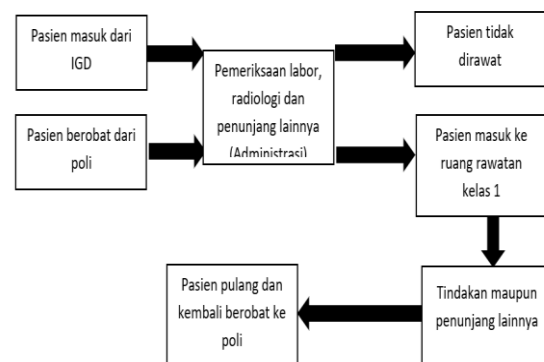 Pasien masuk dari
IGD
Pasien berobat dari
poli
Pemeriksaan labor,
radiologi dan
penunjang lainnya
(Administrasi)
Pasien tidak
dirawat
Pasien masuk ke
ruang rawatan
kelas 1
Tindakan maupun
penunjang lainnya
Pasien pulang dan
kembali berobat ke
poli